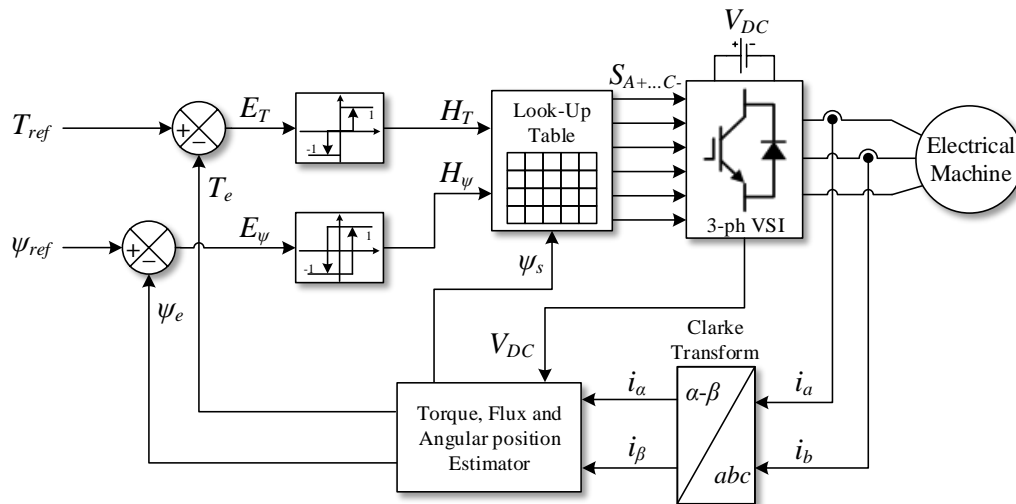 V_DC
+ -
S_A+...C-
T_ref
+
−
E_T
1
-1
H_T
Look-Up
Table
Electrical
Machine
T_e
H_ψ
3-ph VSI
ψ_ref
+
−
E_ψ
1
-1
ψ_s
ψ_e
V_DC
Clarke
Transform
i_α
α-β
i_a
Torque, Flux and
Angular position
Estimator
i_β
abc
i_b